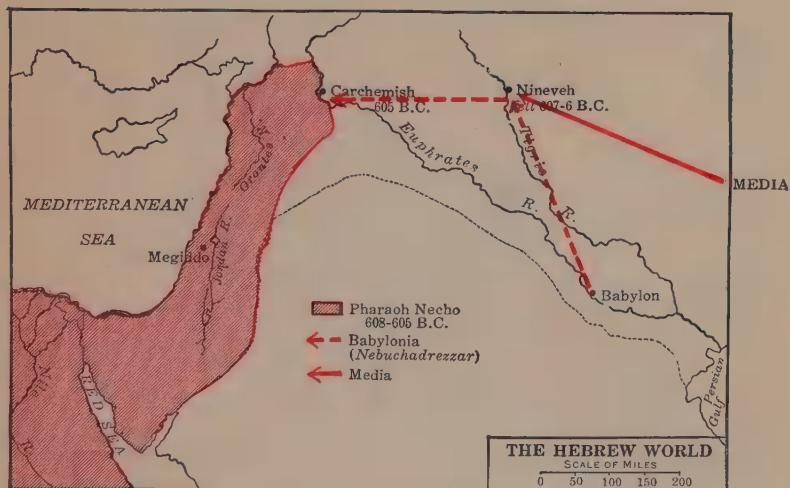 Carchemish
605 B.C.
Nineveh
Fell 607-6 B.C.
MEDIA
Euphrates
R.
Tigris
R.
Orontes
R.
MEDITERRANEAN
SEA
Megiddo
Jordan R.
Babylon
Pharaoh Necho
608-605 B.C.
Babylonia
(Nebuchadrezzar)
Media
Nile
R.
RED SEA
Persian
Gulf
THE HEBREW WORLD
SCALE OF MILES
0 50 100 150 200